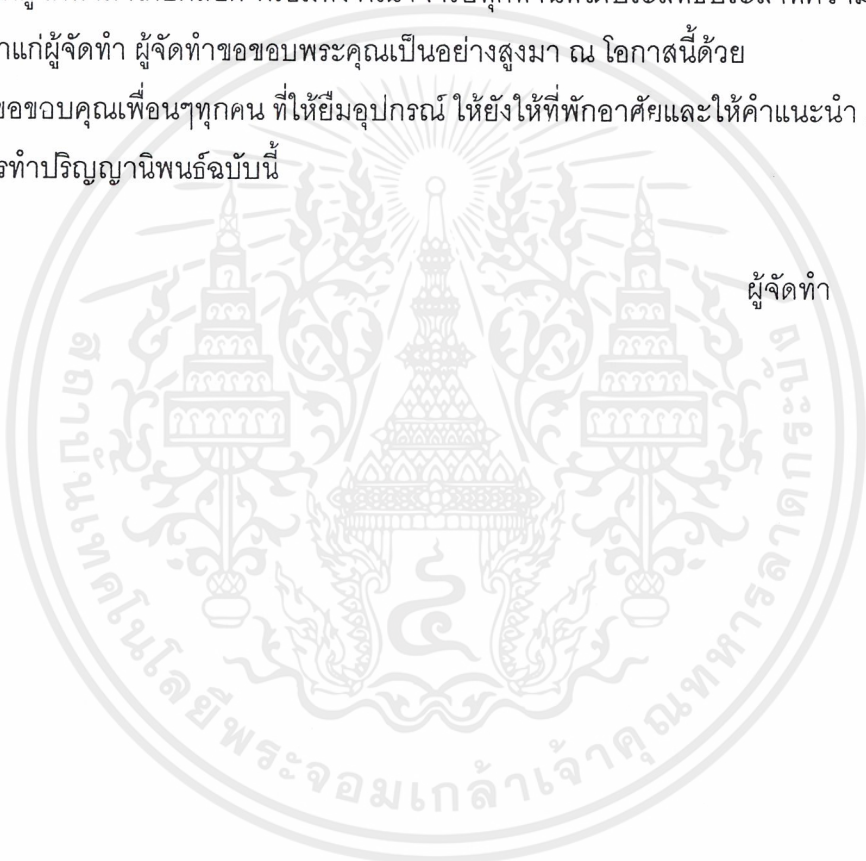 าแก่ผู้จัดทำ ผู้จัดทำขอขอบพระคุณเป็นอย่างสูงมา ณ โอกาสนี้ด้วย
ขอขอบคุณเพื่อนๆทุกคน ที่ให้ยืมอุปกรณ์ ให้ยังให้ที่พักอาศัยและให้คำแนะนำ
รทำปริญญานิพนธ์ฉบับนี้
ผู้จัดทำ
สถาบันเทคโนโลยีพระจอมเกล้าเจ้าคุณทหารลาดกระบัง